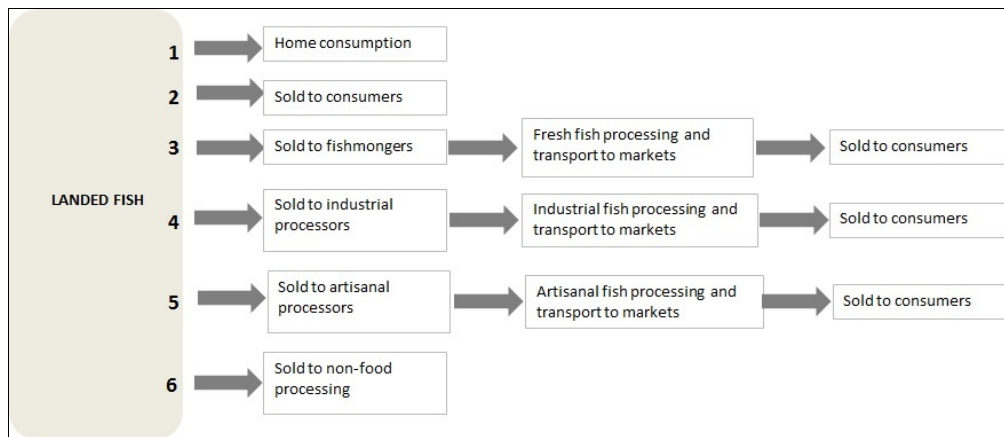 1
Home consumption
2
Sold to consumers
3
Sold to fishmongers
Fresh fish processing and
transport to markets
Sold to consumers
LANDED FISH
4
Sold to industrial
processors
Industrial fish processing and
transport to markets
Sold to consumers
5
Sold to artisanal
processors
Artisanal fish processing and
transport to markets
Sold to consumers
6
Sold to non-food
processing